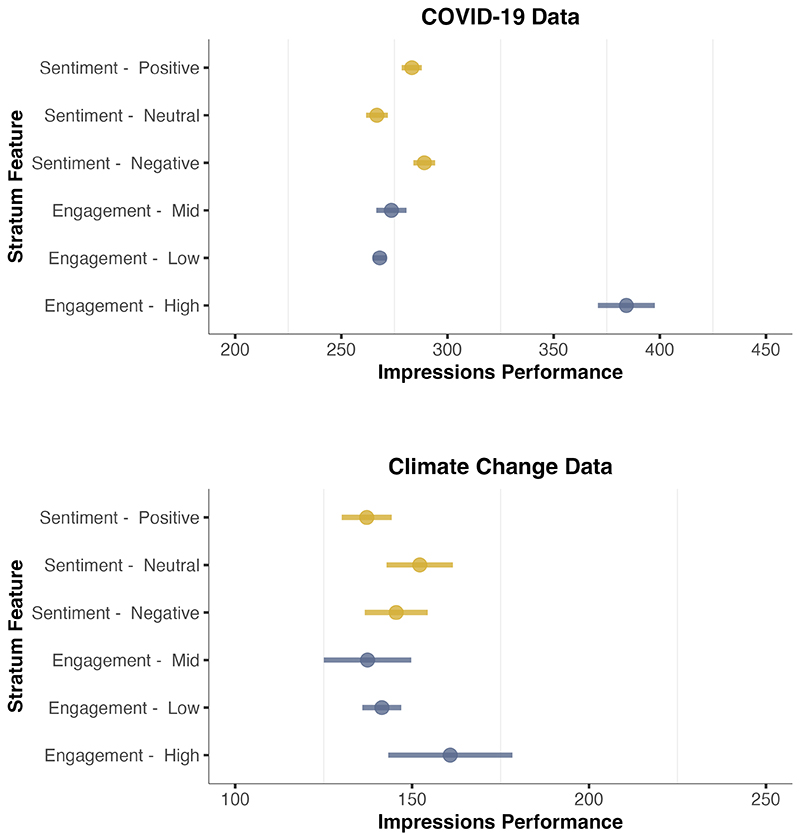 COVID-19 Data
Stratum Feature
Sentiment - Positive
Sentiment - Neutral
Sentiment - Negative
Engagement - Mid
Engagement - Low
Engagement - High
200 250 300 350 400 450
Impressions Performance
Climate Change Data
Stratum Feature
Sentiment - Positive
Sentiment - Neutral
Sentiment - Negative
Engagement - Mid
Engagement - Low
Engagement - High
100 150 200 250
Impressions Performance